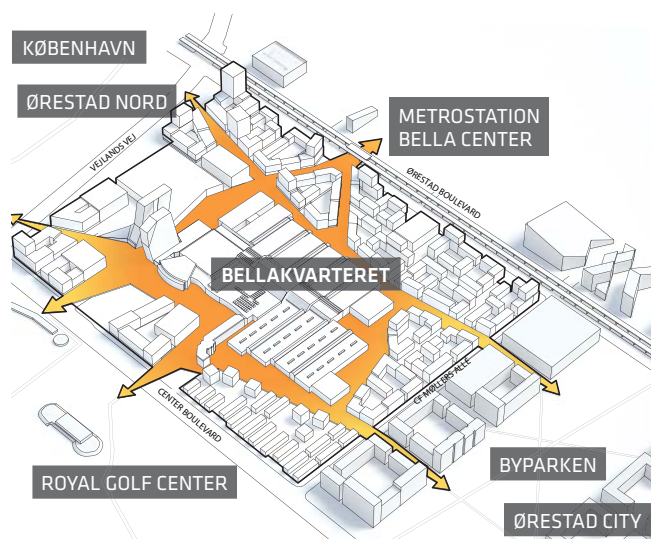 KØBENHAVN
ØRESTAD NORD
METROSTATION
BELLA CENTER
VEJLANDS VEJ
ØRESTAD BOULEVARD
BELLAKVARTERET
CF MØLLERS ALLÉ
CENTER BOULEVARD
BYPARKEN
ROYAL GOLF CENTER
ØRESTAD CITY